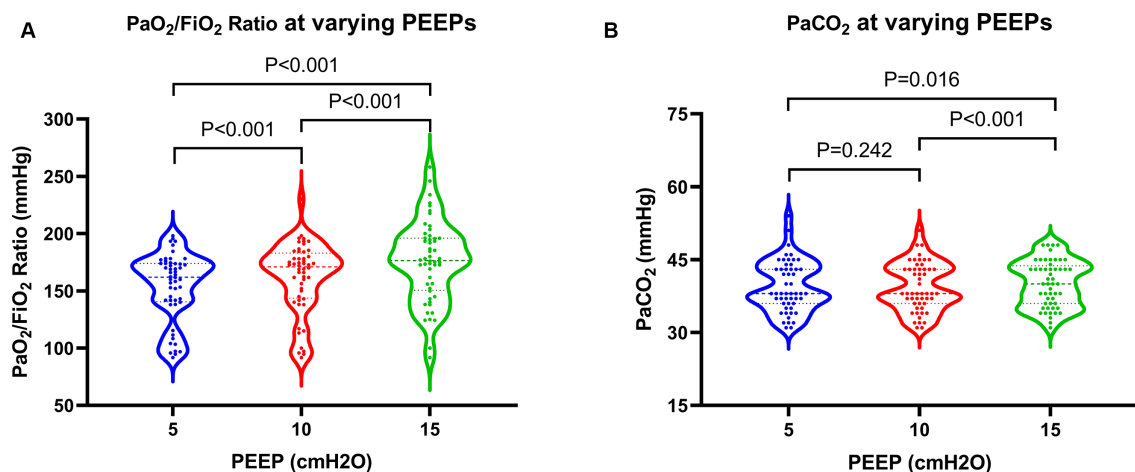 A
PaO₂/FiO₂ Ratio at varying PEEPs
P<0.001
P<0.001
P<0.001
300
250
200
150
100
50
PaO₂/FiO₂ Ratio (mmHg)
5
10
15
PEEP (cmH2O)
B
PaCO₂ at varying PEEPs
P=0.016
P<0.001
P=0.242
75
60
45
30
15
PaCO₂ (mmHg)
5
10
15
PEEP (cmH2O)